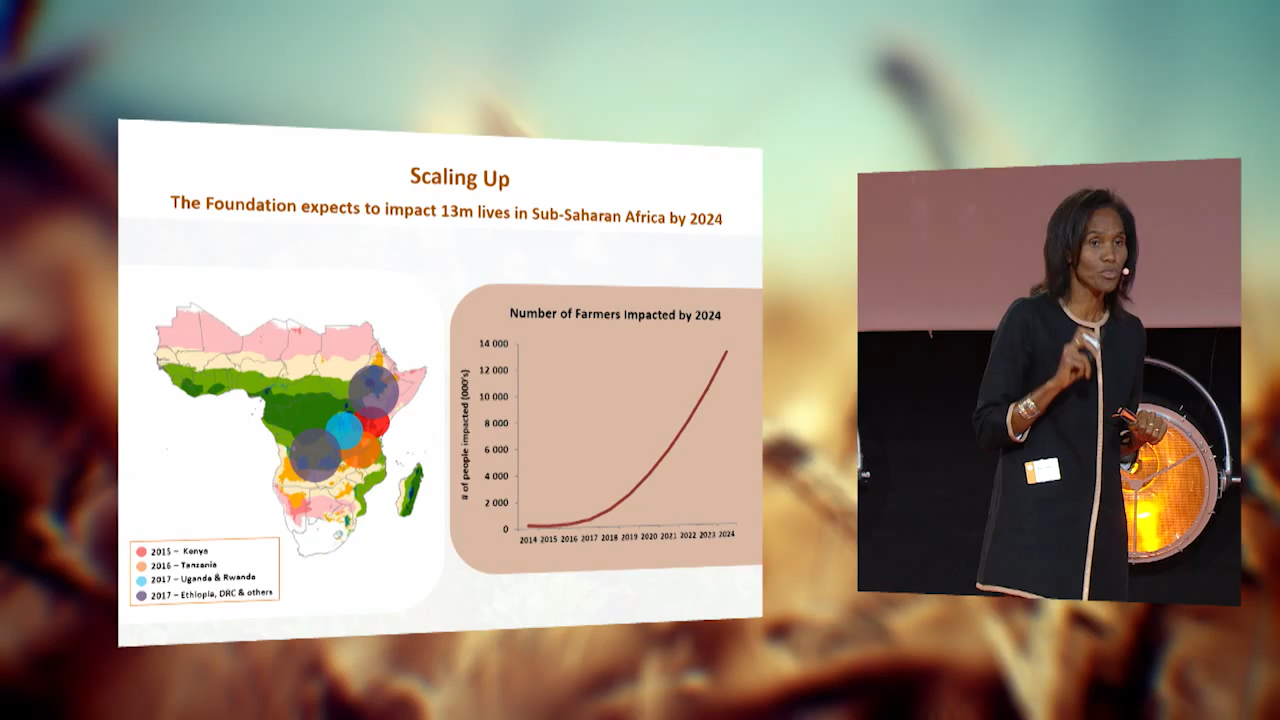 Scaling Up
The Foundation expects to impact 13m lives in Sub-Saharan Africa by 2024
Number of Farmers Impacted by 2024
# of people impacted (000's)
14 000
12 000
10 000
8 000
6 000
4 000
2 000
0
2014 2015 2016 2017 2018 2019 2020 2021 2022 2023 2024
2015 – Kenya
2016 – Tanzania
2017 – Uganda & Rwanda
2017 – Ethiopia, DRC & others